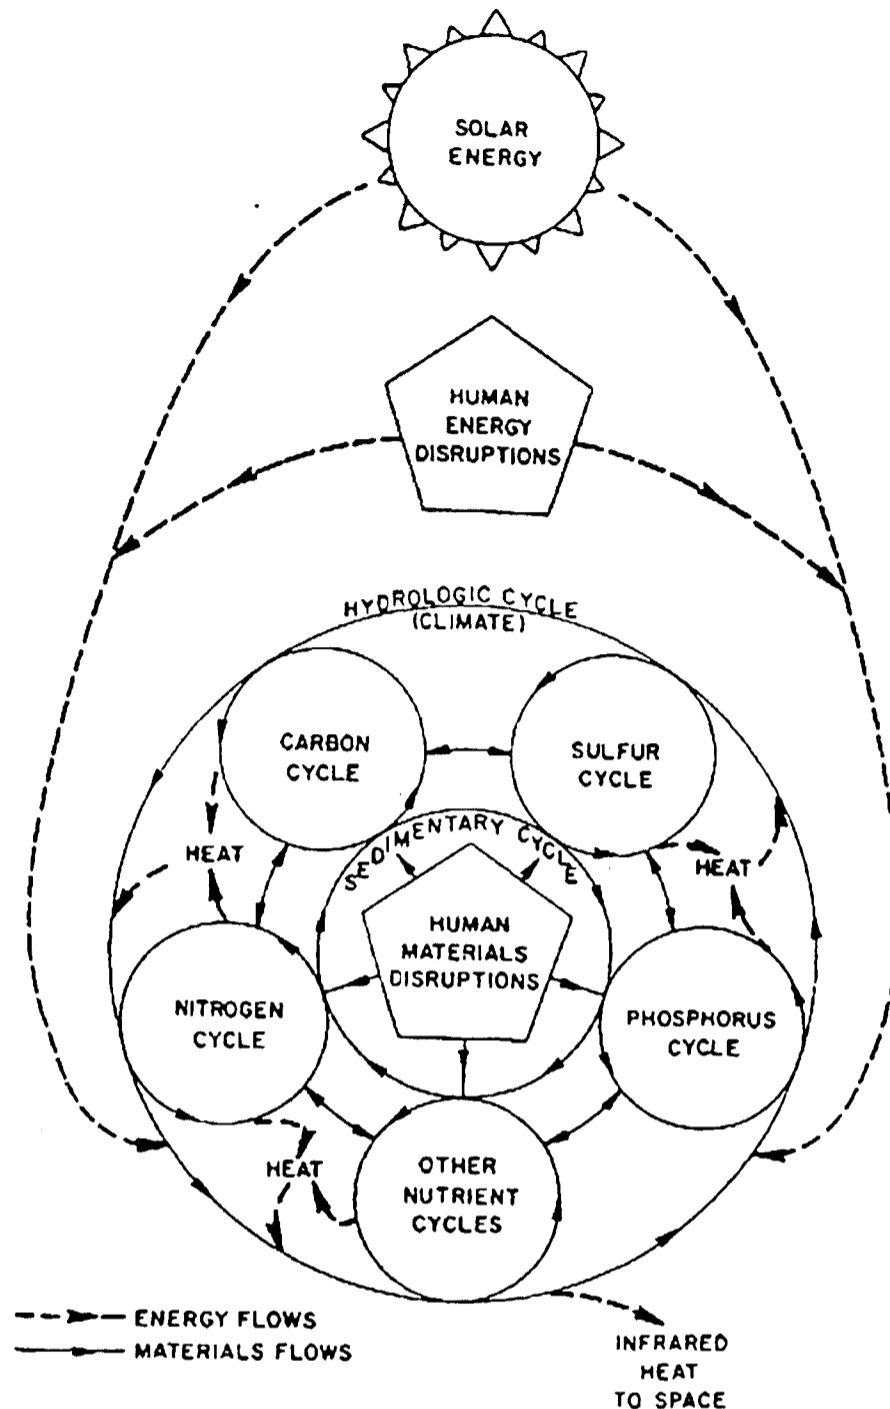 SOLAR
ENERGY
HUMAN
ENERGY
DISRUPTIONS
HYDROLOGIC CYCLE
(CLIMATE)
CARBON
CYCLE
SULFUR
CYCLE
SEDIMENTARY CYCLE
HEAT
HEAT
HUMAN
MATERIALS
DISRUPTIONS
NITROGEN
CYCLE
PHOSPHORUS
CYCLE
HEAT
OTHER
NUTRIENT
CYCLES
ENERGY FLOWS
MATERIALS FLOWS
INFRARED
HEAT
TO SPACE